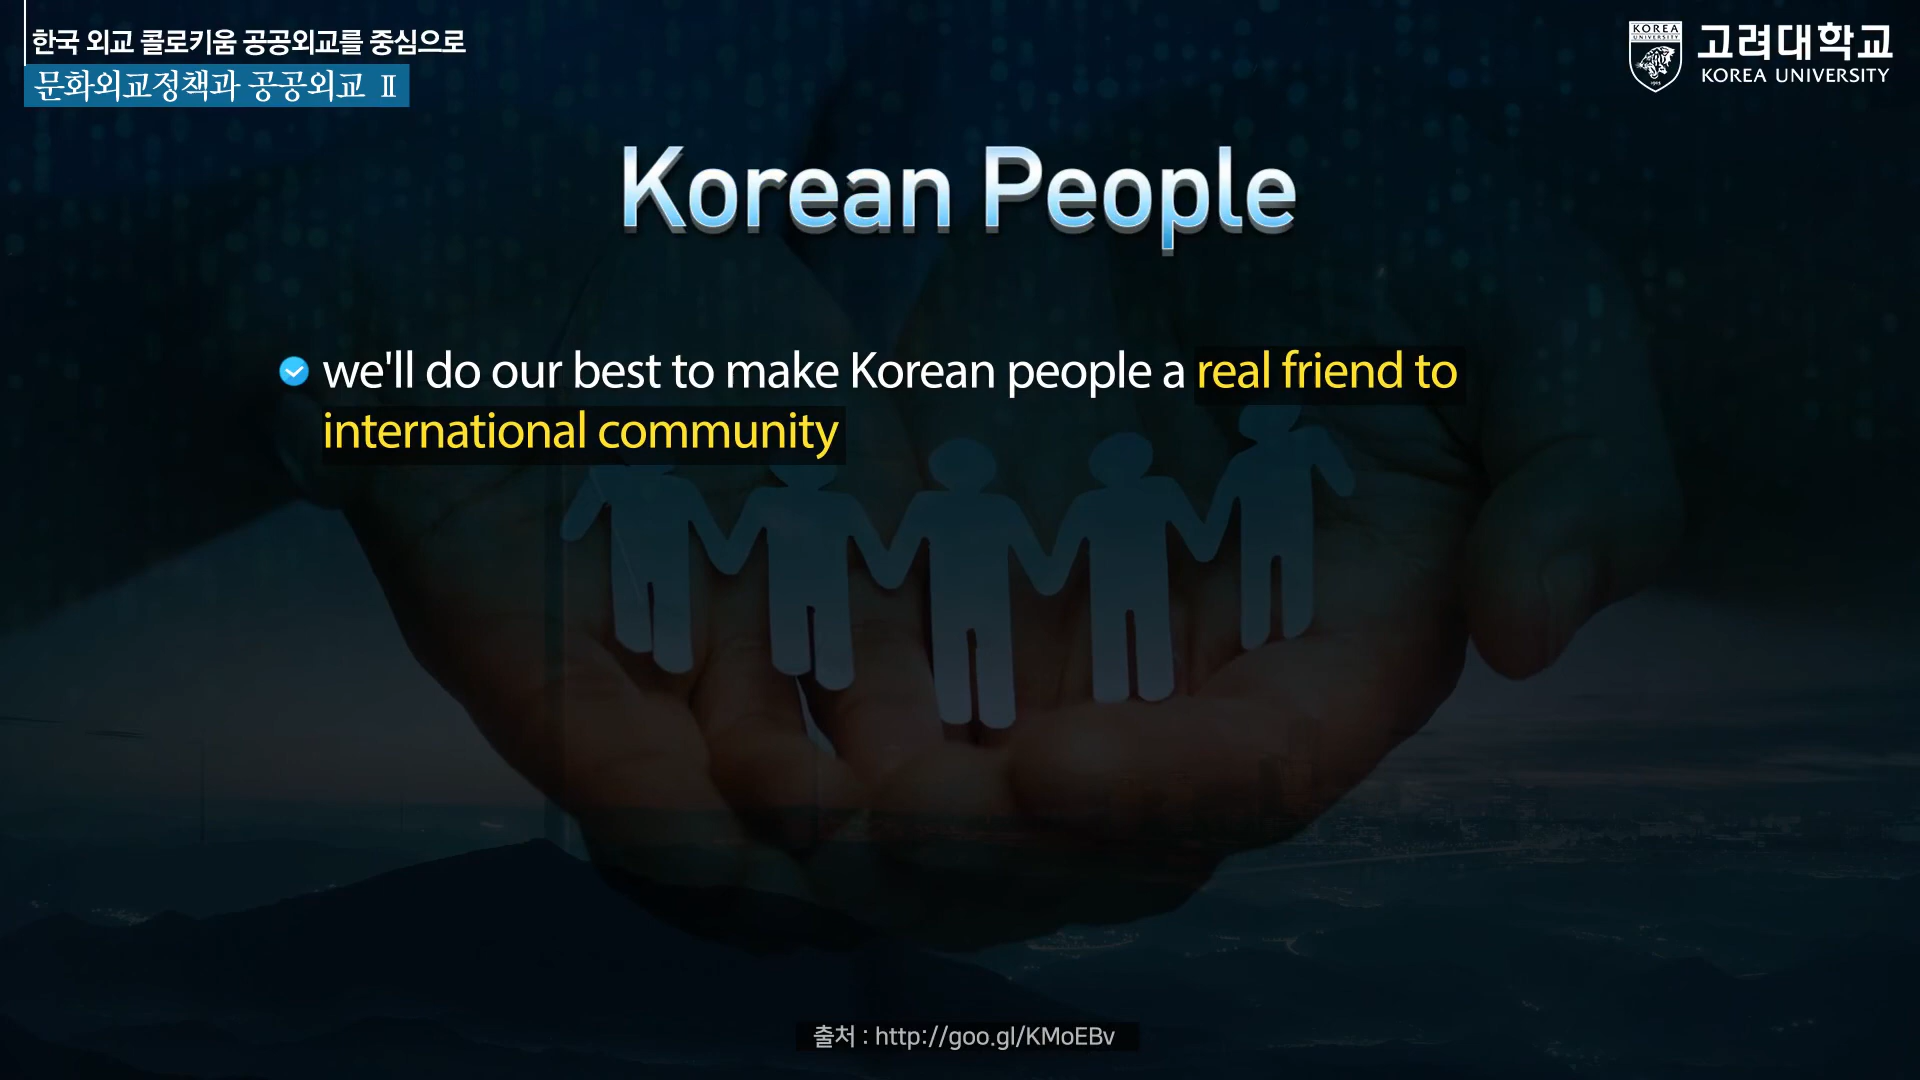 한국 외교 콜로키움 공공외교를 중심으로
문화외교정책과 공공외교 Ⅱ
KOREA
UNIVERSITY
고려대학교
KOREA UNIVERSITY
Korean People
we'll do our best to make Korean people a real friend to
international community
출처 : http://goo.gl/KMoEBv